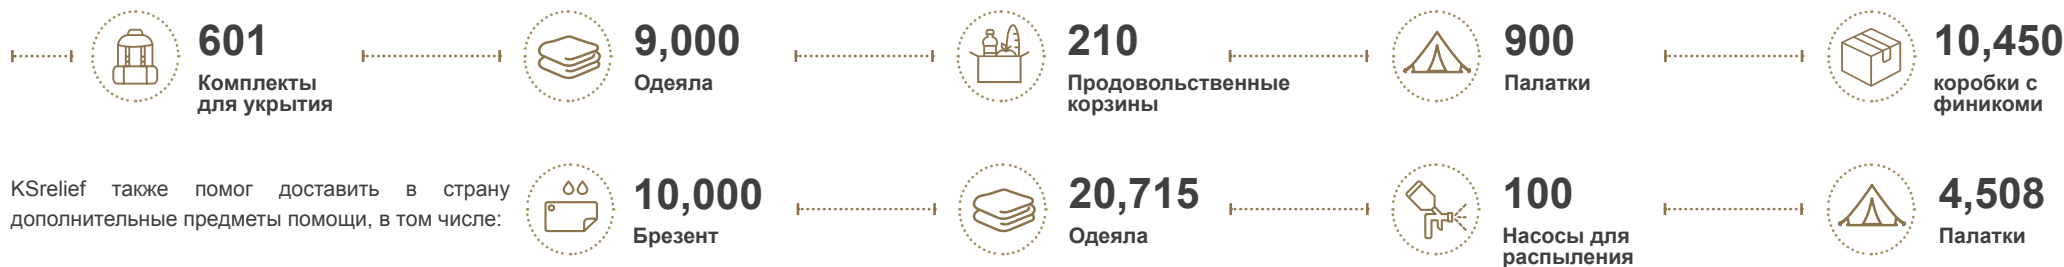 601
Комплекты
для укрытия
9,000
Одеяла
210
Продовольственные
корзины
900
Палатки
10,450
коробки с
финикоми
KSrelief также помог доставить в страну
дополнительные предметы помощи, в том числе:
10,000
Брезент
20,715
Одеяла
100
Насосы для
распыления
4,508
Палатки